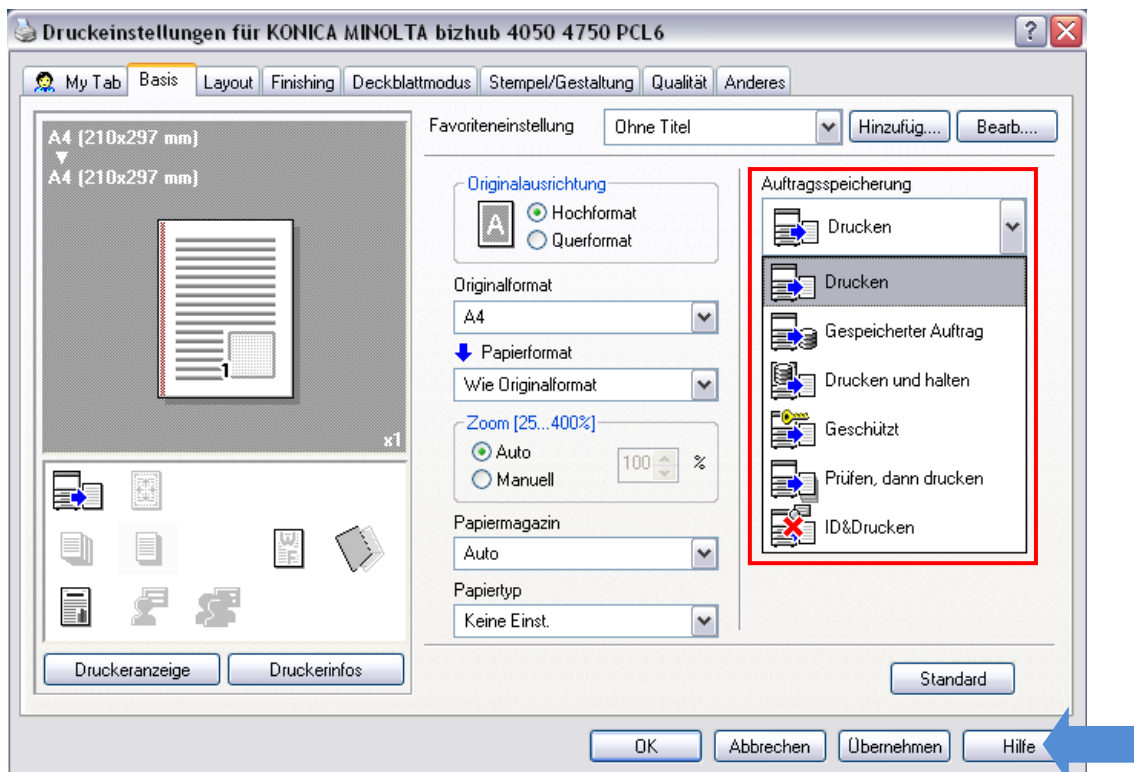 Druckeinstellungen für KONICA MINOLTA bizhub 4050 4750 PCL6
My Tab Basis Layout Finishing Deckblattmodus Stempel/Gestaltung Qualität Anderes
A4 (210x297 mm)
A4 (210x297 mm)
1
x1
Druckeranzeige Druckerinfos
Favoriteneinstellung Ohne Titel Hinzufüg.... Bearb....
Originalausrichtung
A
Hochformat
Querformat
Originalformat
A4
Papierformat
Wie Originalformat
Zoom [25...400%]
Auto
Manuell
100 %
Papiermagazin
Auto
Papiertyp
Keine Einst.
Auftragsspeicherung
Drucken
Drucken
Gespeicherter Auftrag
Drucken und halten
Geschützt
Prüfen, dann drucken
ID&Drucken
Standard
OK Abbrechen Übernehmen Hilfe